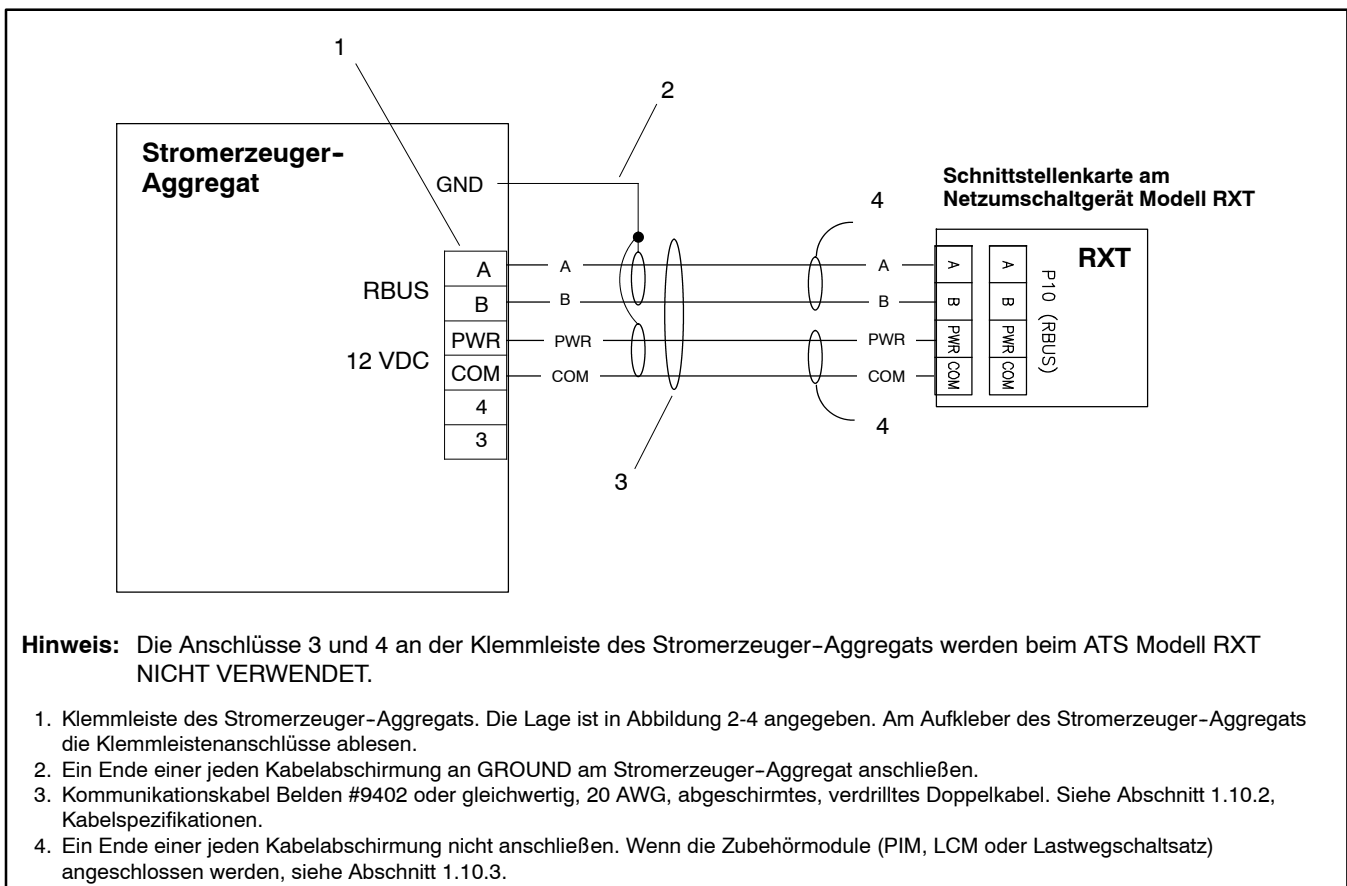 1
2
Stromerzeuger-
Aggregat
GND
Schnittstellenkarte am
Netzumschaltgerät Modell RXT
4
RXT
RBUS
A
B
12 VDC
PWR
COM
4
3
A
B
PWR
COM
A
B
PWR
COM
A
B
PWR
COM
A
B
PWR
COM
P10 (RBUS)
4
3
Hinweis: Die Anschlüsse 3 und 4 an der Klemmleiste des Stromerzeuger-Aggregats werden beim ATS Modell RXT
NICHT VERWENDET.
1. Klemmleiste des Stromerzeuger-Aggregats. Die Lage ist in Abbildung 2-4 angegeben. Am Aufkleber des Stromerzeuger-Aggregats
die Klemmleistenanschlüsse ablesen.
2. Ein Ende einer jeden Kabelabschirmung an GROUND am Stromerzeuger-Aggregat anschließen.
3. Kommunikationskabel Belden #9402 oder gleichwertig, 20 AWG, abgeschirmtes, verdrilltes Doppelkabel. Siehe Abschnitt 1.10.2,
Kabelspezifikationen.
4. Ein Ende einer jeden Kabelabschirmung nicht anschließen. Wenn die Zubehörmodule (PIM, LCM oder Lastwegschaltsatz)
angeschlossen werden, siehe Abschnitt 1.10.3.